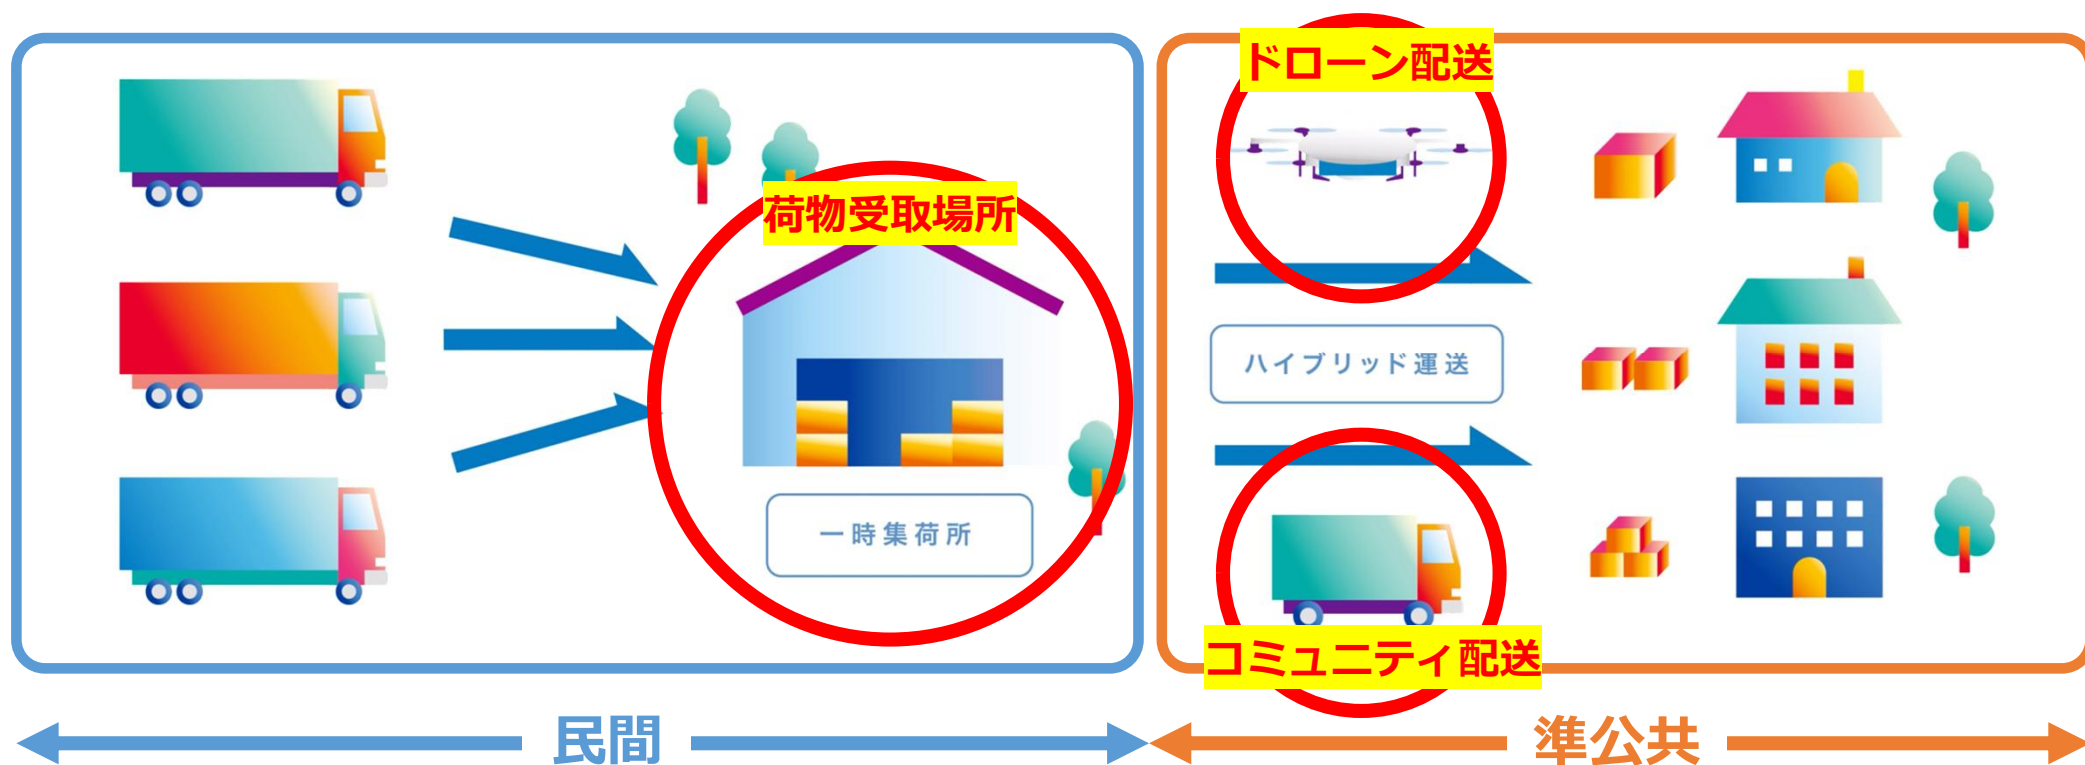 荷物受取場所
一時集荷所
ドローン配送
ハイブリッド運送
コミュニティ配送
民間
準公共